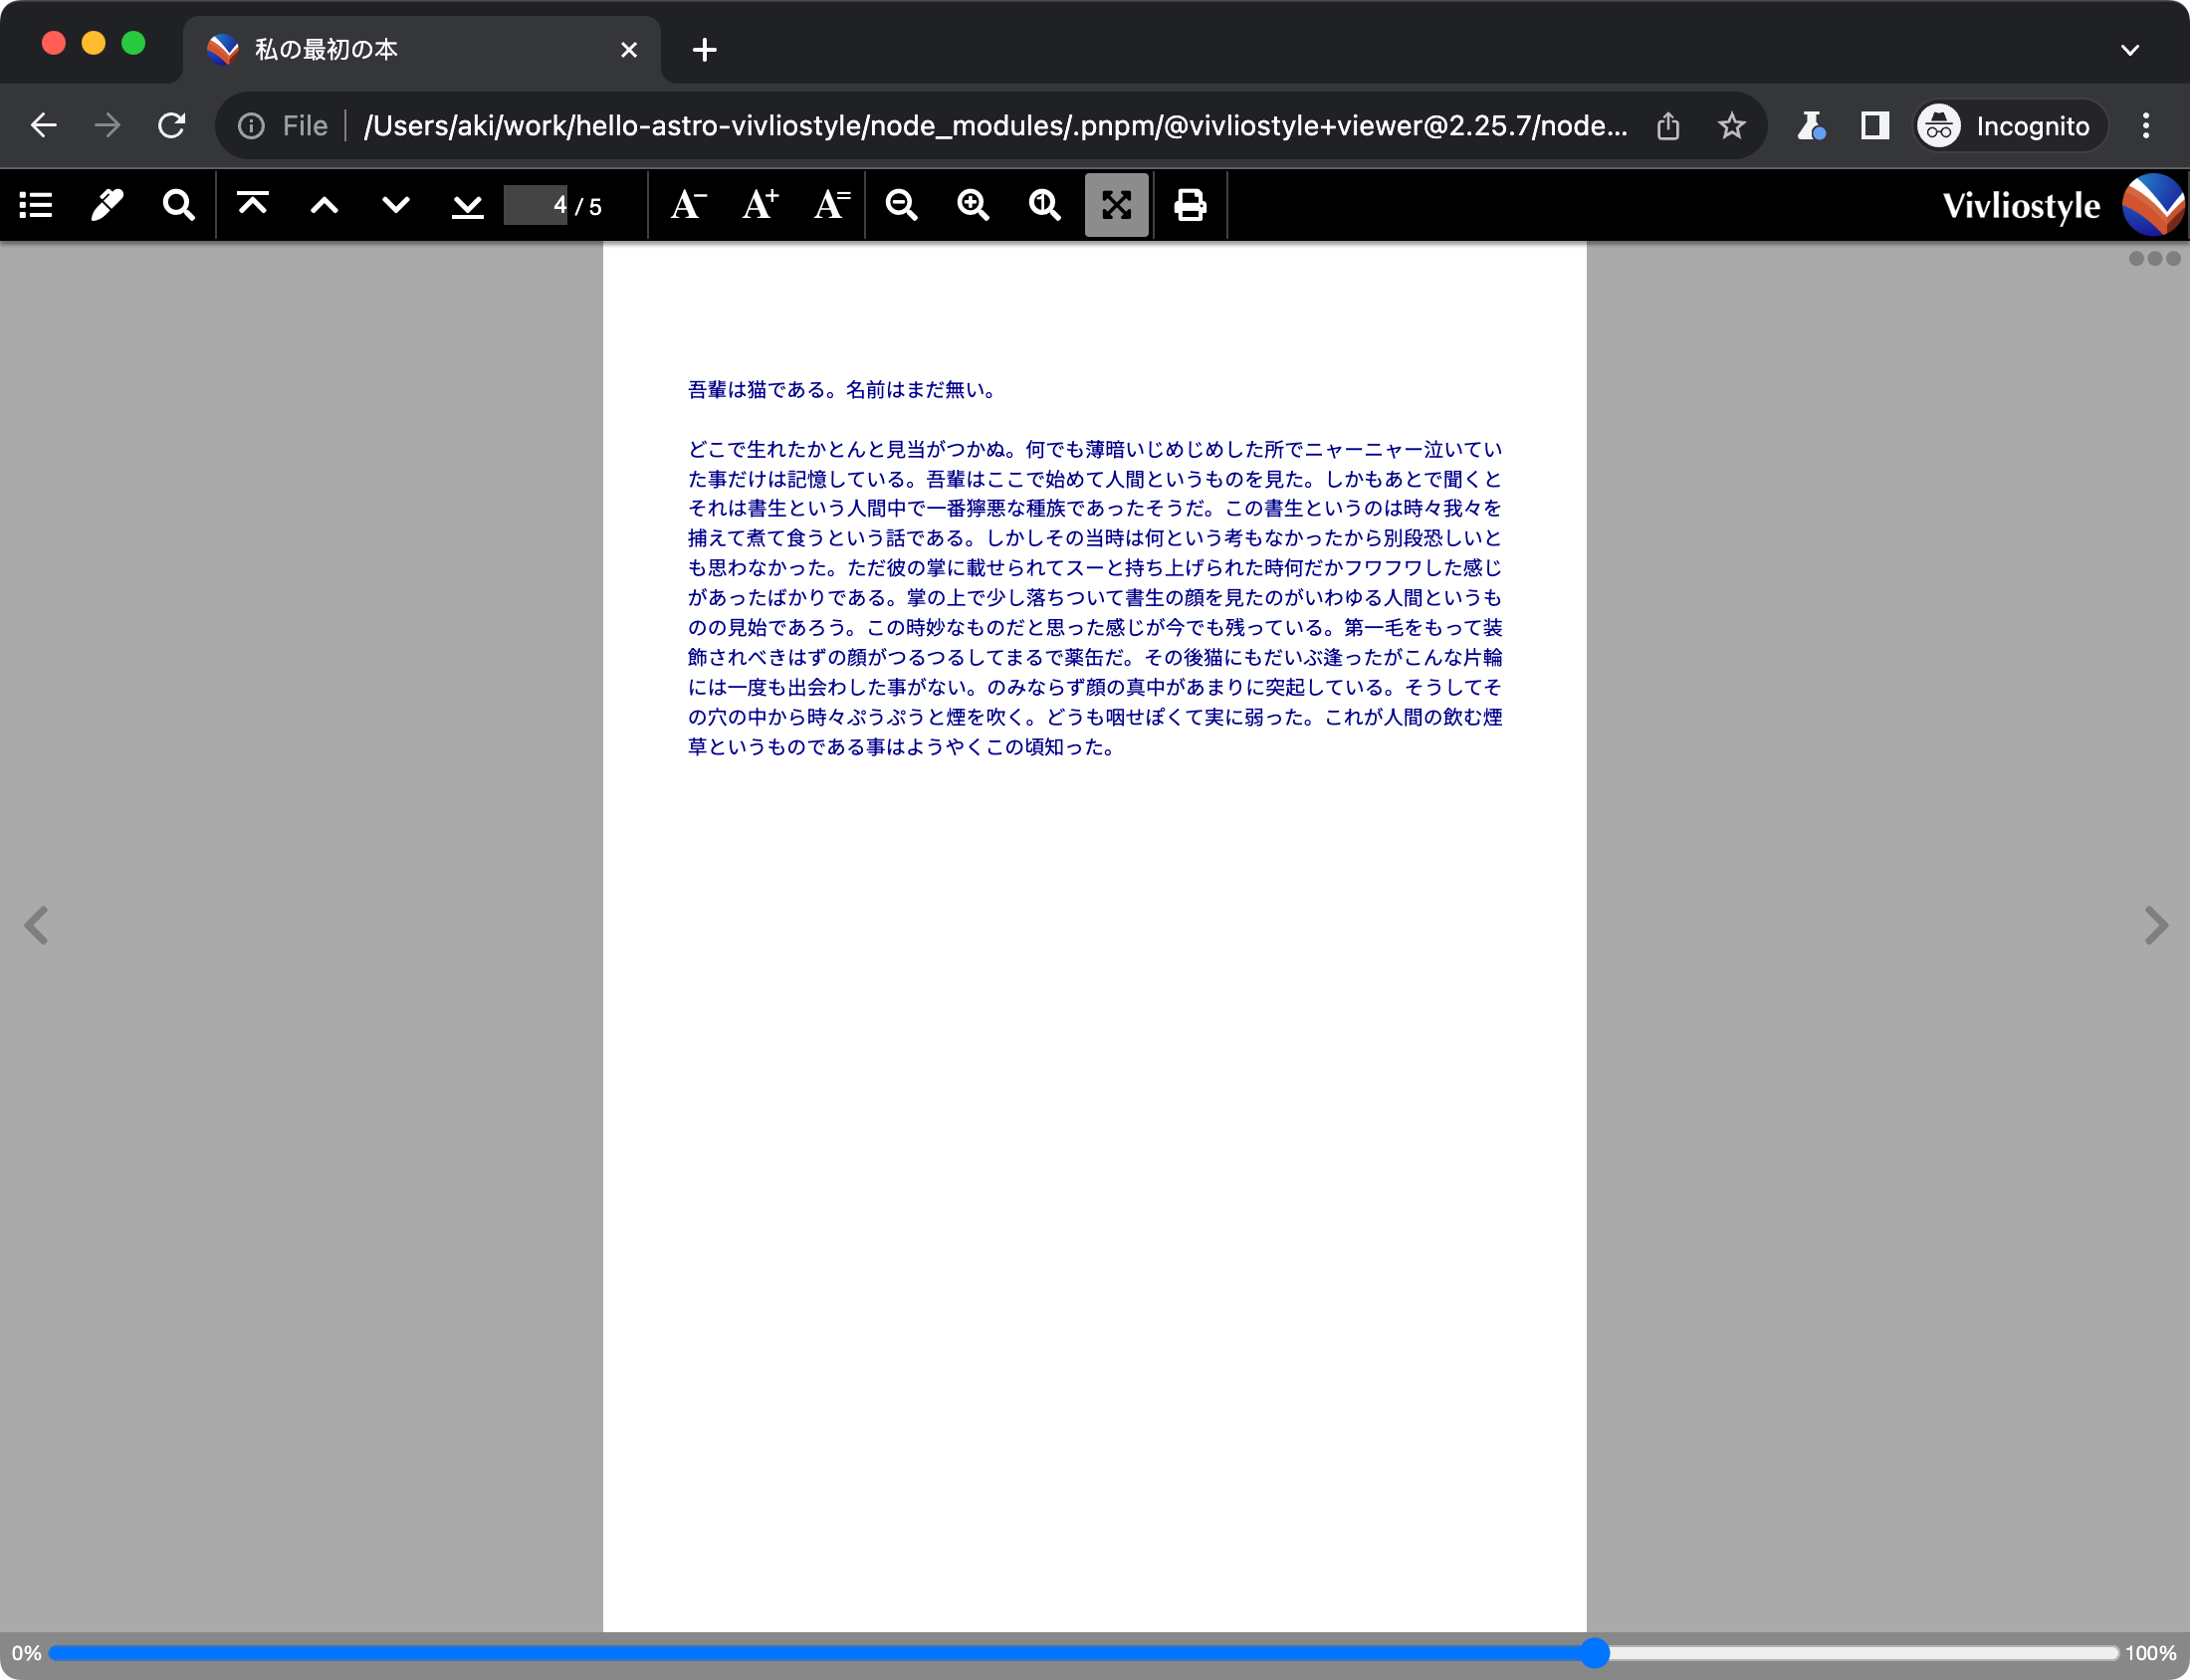 私の最初の本
File
/Users/aki/work/hello-astro-vivliostyle/node_modules/.pnpm/@vivliostyle+viewer@2.25.7/node...
Incognito
4 / 5
A− A+ A=
Vivliostyle
吾輩は猫である。名前はまだ無い。
どこで生れたかとんと見当がつかぬ。何でも薄暗いじめじめした所でニャーニャー泣いてい
た事だけは記憶している。吾輩はここで始めて人間というものを見た。しかもあとで聞くと
それは書生という人間中で一番獰悪な種族であったそうだ。この書生というのは時々我々を
捕えて煮て食うという話である。しかしその当時は何という考もなかったから別段恐しいと
も思わなかった。ただ彼の掌に載せられてスーと持ち上げられた時何だかフワフワした感じ
があったばかりである。掌の上で少し落ちついて書生の顔を見たのがいわゆる人間というも
のの見始であろう。この時妙なものだと思った感じが今でも残っている。第一毛をもって装
飾されべきはずの顔がつるつるしてまるで薬缶だ。その後猫にもだいぶ逢ったがこんな片輪
には一度も出会わした事がない。のみならず顔の真中があまりに突起している。そうしてそ
の穴の中から時々ぷうぷうと煙を吹く。どうも咽せぽくて実に弱った。これが人間の飲む煙
草というものである事はようやくこの頃知った。
0%
100%